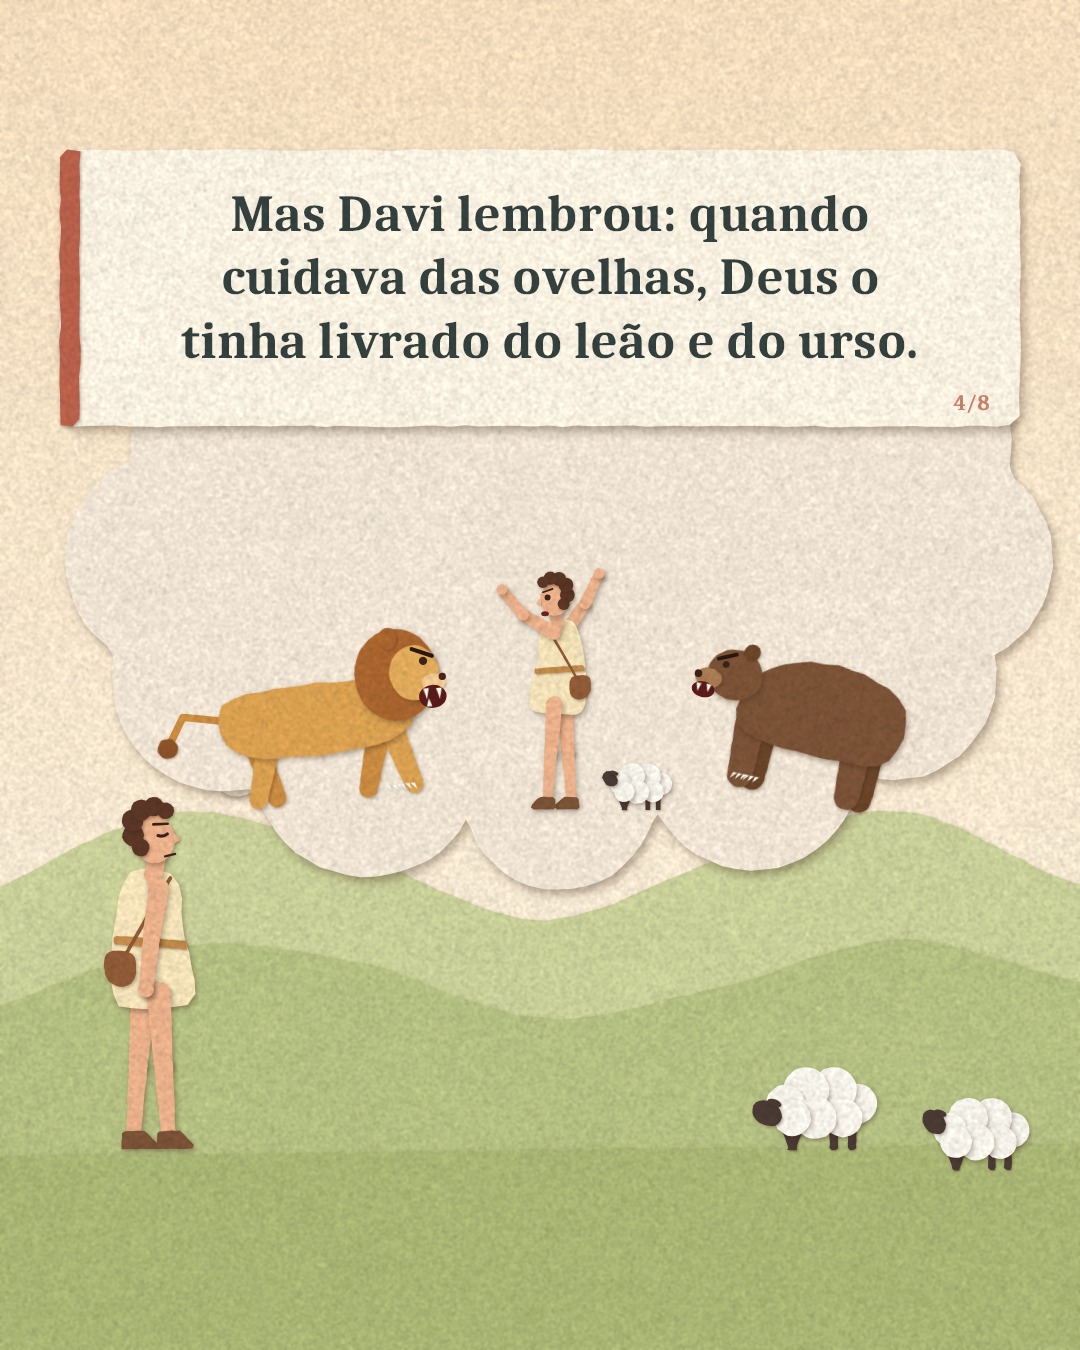 Mas Davi lembrou: quando
cuidava das ovelhas, Deus o
tinha livrado do leão e do urso.
4/8